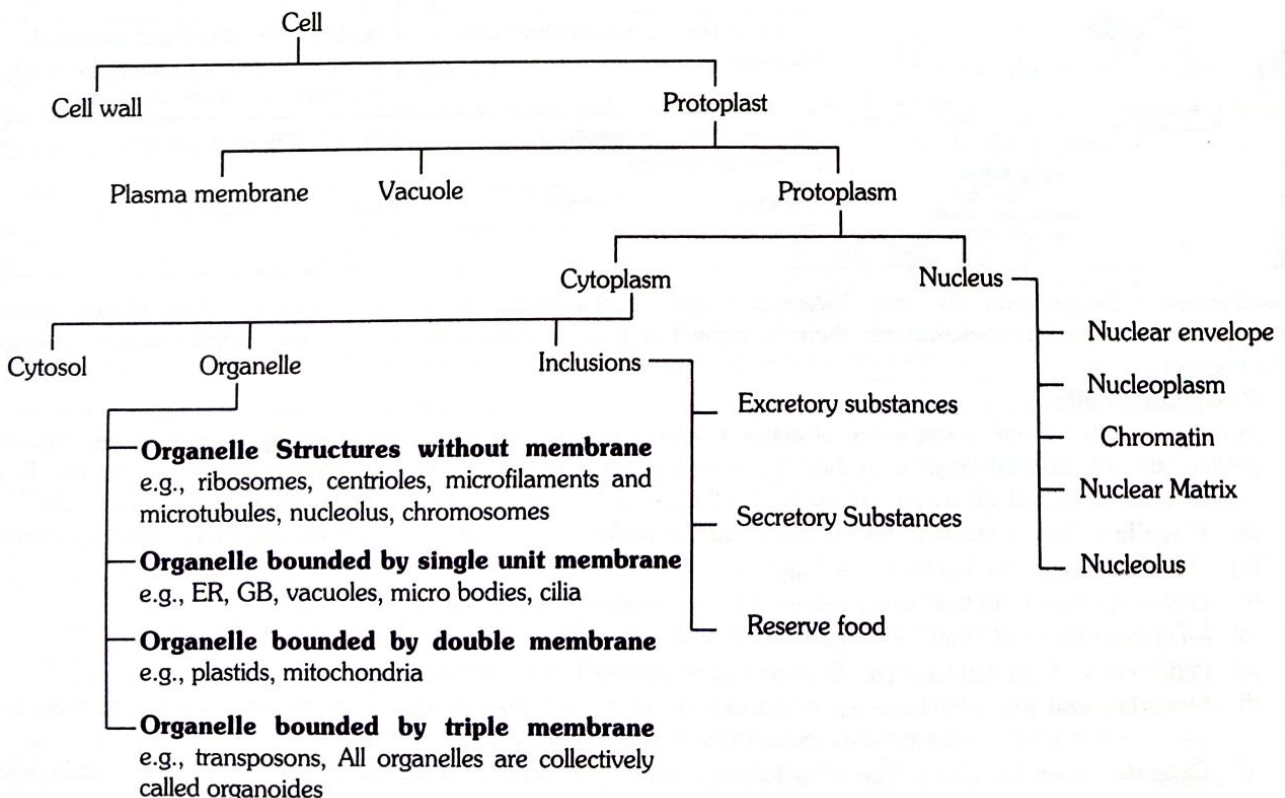 Cell
Cell wall
Protoplast
Plasma membrane
Vacuole
Protoplasm
Cytoplasm
Nucleus
Nuclear envelope
Nucleoplasm
Chromatin
Nuclear Matrix
Nucleolus
Cytosol
Organelle
Inclusions
Excretory substances
Secretory Substances
Reserve food
Organelle Structures without membrane
e.g., ribosomes, centrioles, microfilaments and
microtubules, nucleolus, chromosomes
Organelle bounded by single unit membrane
e.g., ER, GB, vacuoles, micro bodies, cilia
Organelle bounded by double membrane
e.g., plastids, mitochondria
Organelle bounded by triple membrane
e.g., transposons, All organelles are collectively
called organoides